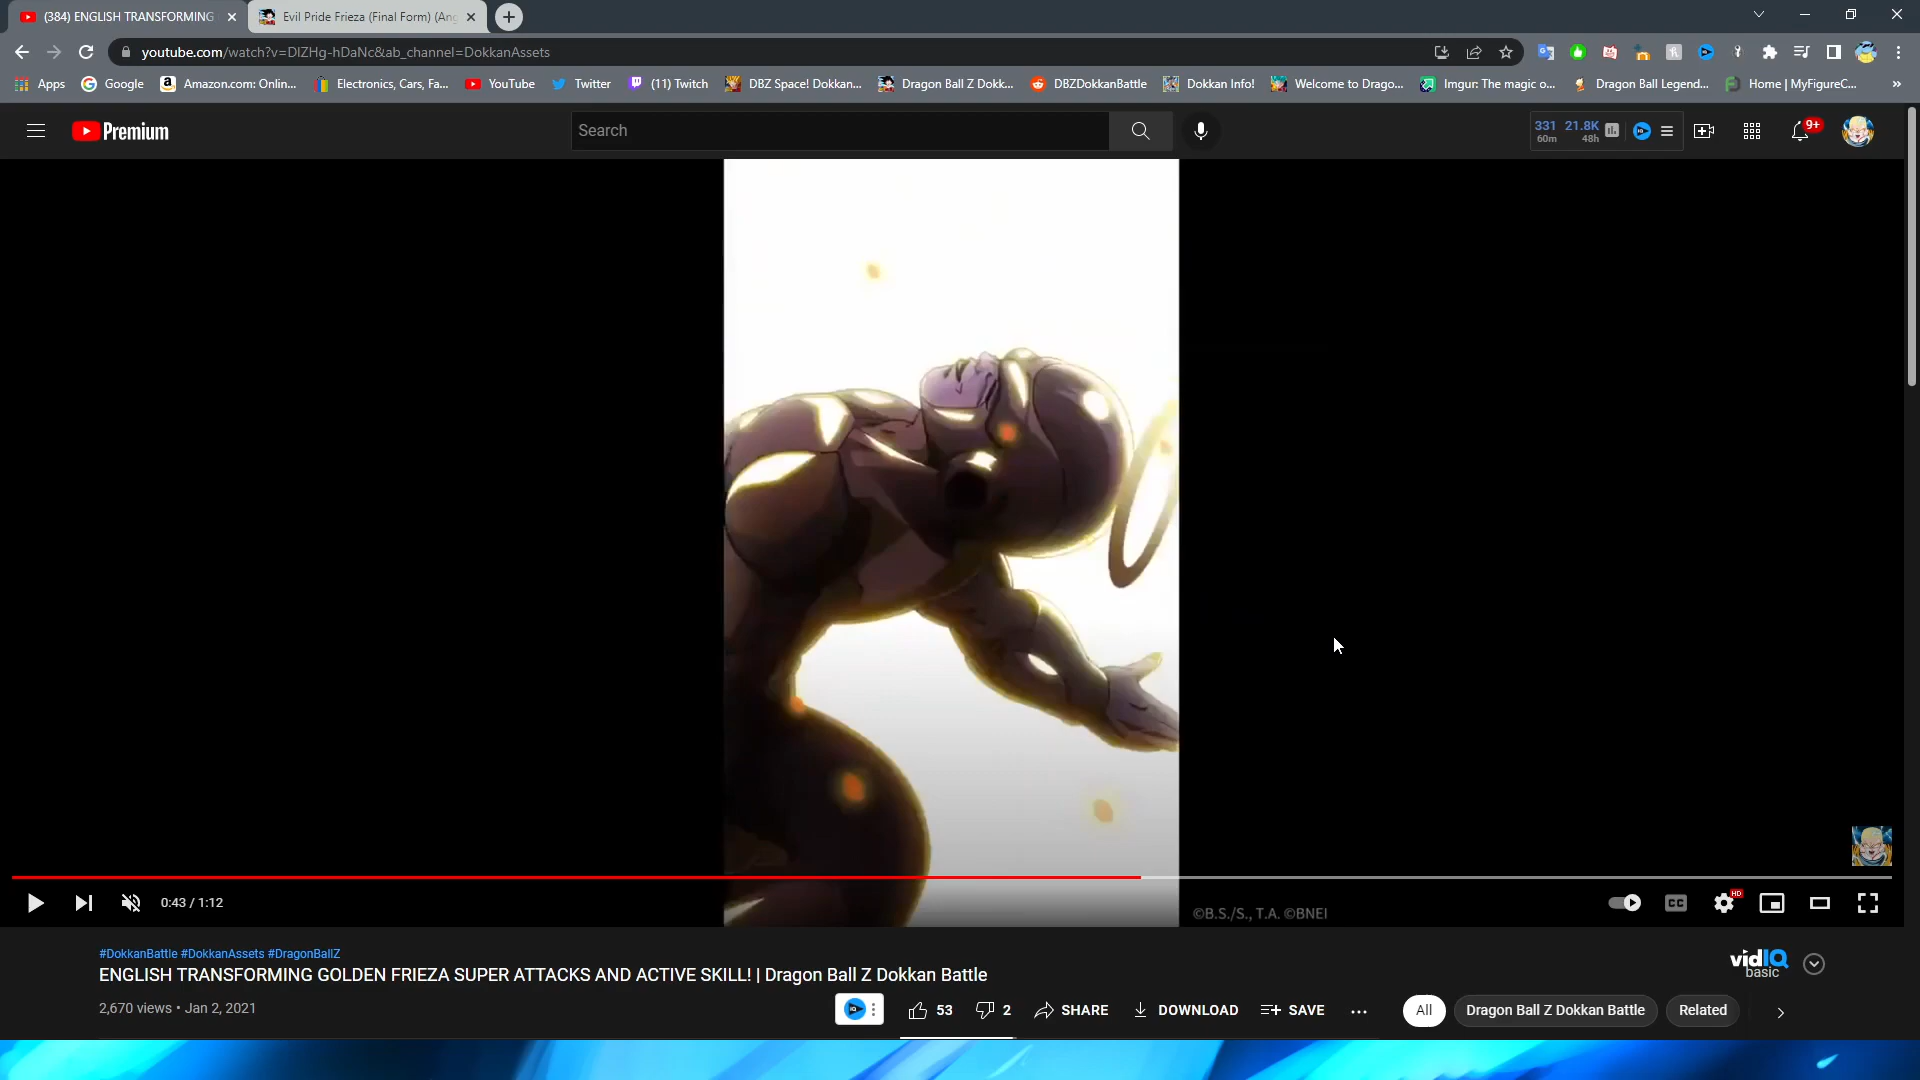 (384) ENGLISH TRANSFORMING
Evil Pride Frieza (Final Form) (Ang
youtube.com/watch?v=DlZHg-hDaNc&ab_channel=DokkanAssets
Apps
Google
Amazon.com: Onlin...
Electronics, Cars, Fa...
YouTube
Twitter
(11) Twitch
DBZ Space! Dokkan...
Dragon Ball Z Dokk...
DBZDokkanBattle
Dokkan Info!
Welcome to Drago...
Imgur: The magic o...
Dragon Ball Legend...
Home | MyFigureC...
»
Premium
Search
331 21.8K
60m 48h
9+
0:43 / 1:12
CC
HD
©B.S./S., T.A. ©BNEI
#DokkanBattle #DokkanAssets #DragonBallZ
ENGLISH TRANSFORMING GOLDEN FRIEZA SUPER ATTACKS AND ACTIVE SKILL! | Dragon Ball Z Dokkan Battle
vidIQ
basic
2,670 views • Jan 2, 2021
53
2
SHARE
DOWNLOAD
SAVE
All
Dragon Ball Z Dokkan Battle
Related